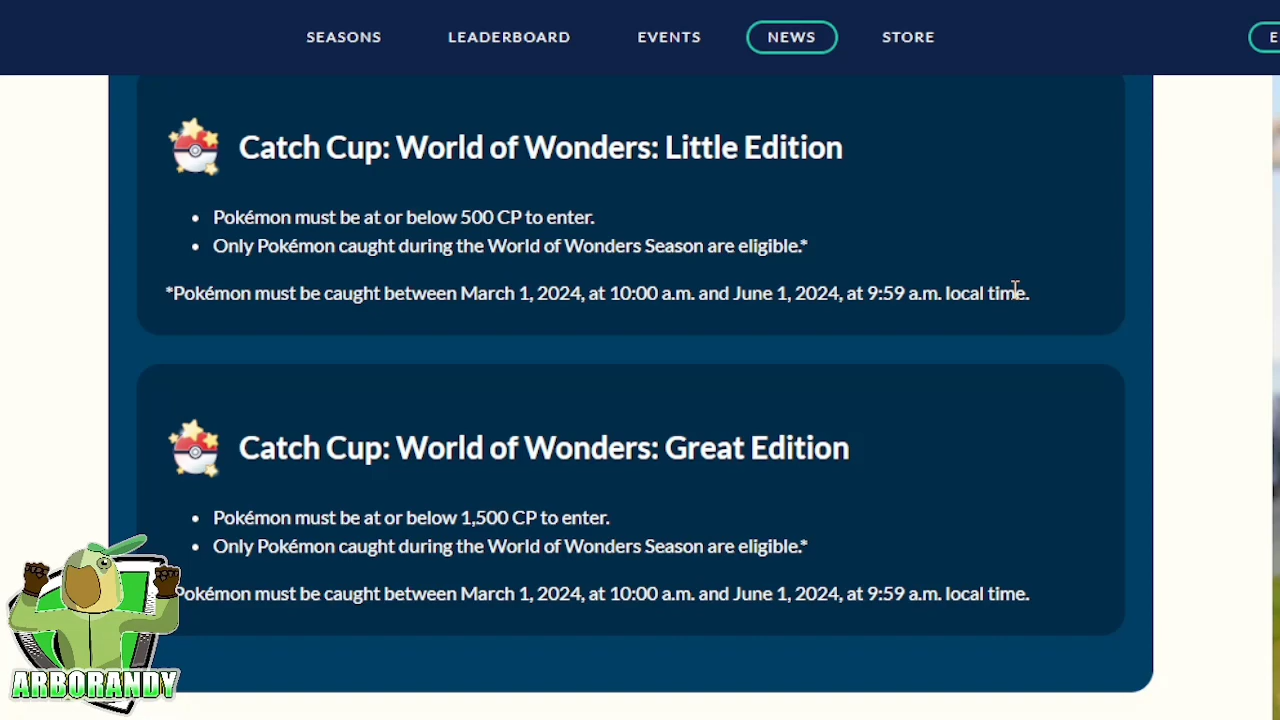 SEASONS LEADERBOARD EVENTS NEWS STORE E
Catch Cup: World of Wonders: Little Edition
• Pokémon must be at or below 500 CP to enter.
• Only Pokémon caught during the World of Wonders Season are eligible.*
*Pokémon must be caught between March 1, 2024, at 10:00 a.m. and June 1, 2024, at 9:59 a.m. local time.
Catch Cup: World of Wonders: Great Edition
• Pokémon must be at or below 1,500 CP to enter.
• Only Pokémon caught during the World of Wonders Season are eligible.*
Pokémon must be caught between March 1, 2024, at 10:00 a.m. and June 1, 2024, at 9:59 a.m. local time.
ARBORANDY